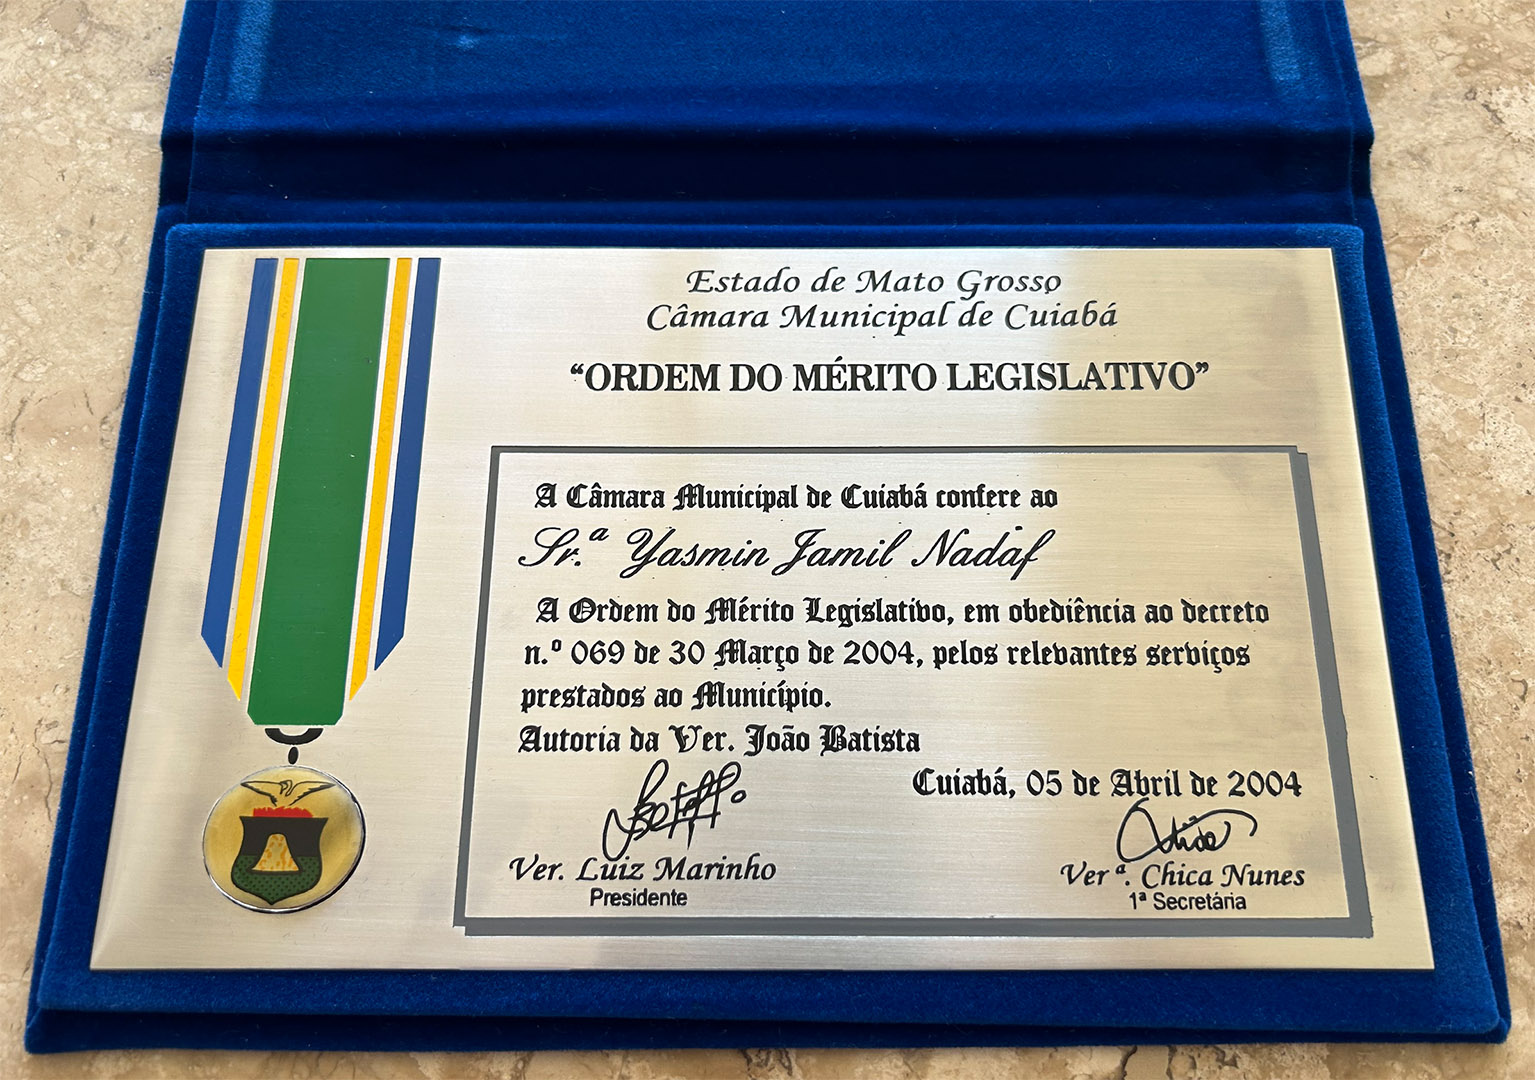 Estado de Mato Grosso
Câmara Municipal de Cuiabá
“ORDEM DO MÉRITO LEGISLATIVO”
A Câmara Municipal de Cuiabá confere ao
Sr.ª Yasmin Jamil Nadaf
A Ordem do Mérito Legislativo, em obediência ao decreto
n.º 069 de 30 Março de 2004, pelos relevantes serviços
prestados ao Município.
Autoria da Ver. João Batista
Cuiabá, 05 de Abril de 2004
Ver. Luiz Marinho
Presidente
Ver ª. Chica Nunes
1ª Secretária